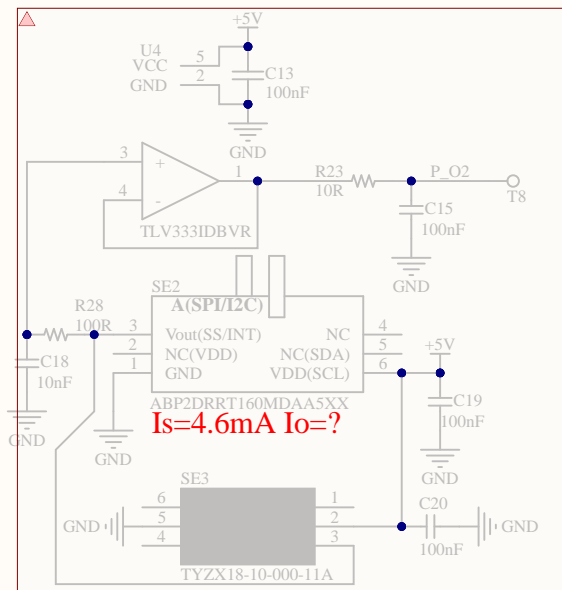 +5V
U4
VCC 5
GND 2
C13
100nF
GND
3
+
1
4
-
TLV333IDBVR
R23
10R
P_O2
T8
C15
100nF
GND
SE2
A(SPI/I2C)
R28
100R
3 Vout(SS/INT) NC 4
2 NC(VDD) NC(SDA) 5
1 GND VDD(SCL) 6
+5V
C18
10nF
GND
GND
C19
100nF
GND
ABP2DRRT160MDAA5XX
Is=4.6mA Io=?
SE3
6 1
GND 5 2
4 3
C20
100nF
GND
TYZX18-10-000-11A